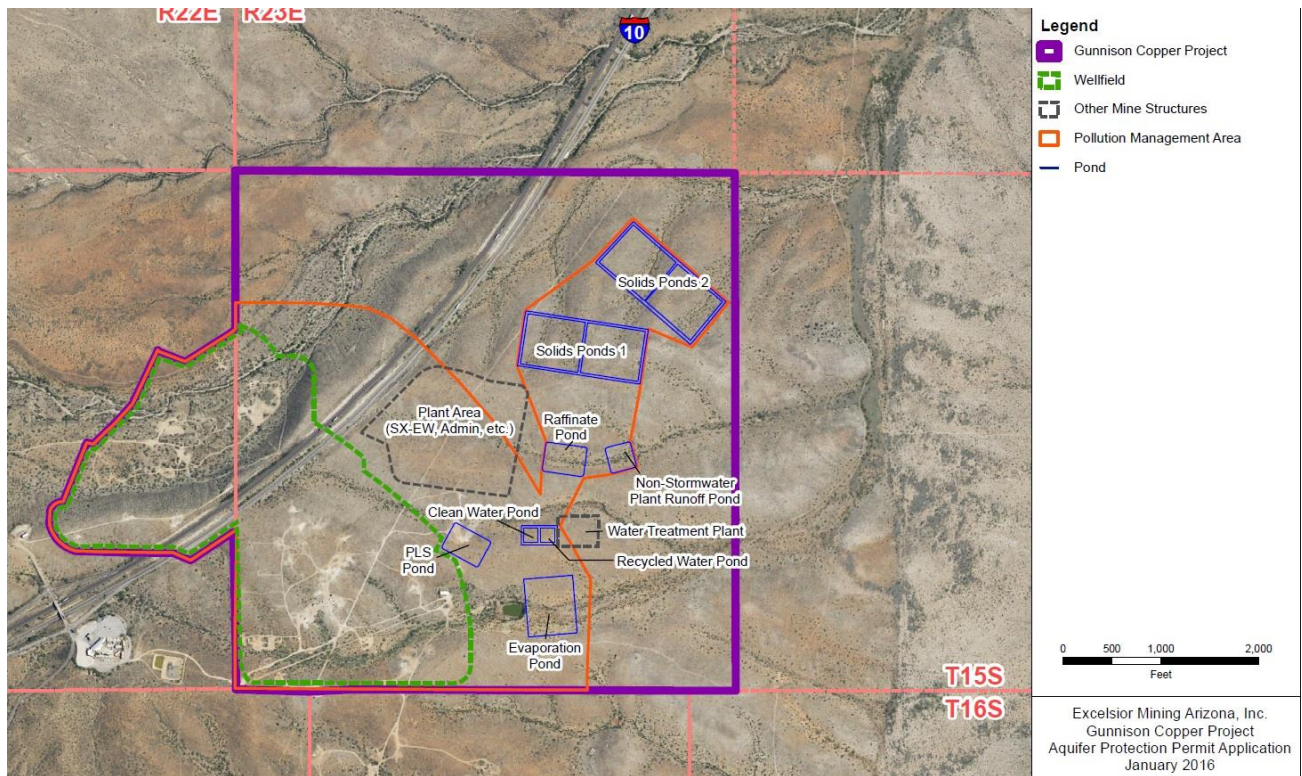 R22E R23E
10
Solids Ponds 2
Solids Ponds 1
Plant Area
(SX-EW, Admin, etc.)
Raffinate
Pond
Non-Stormwater
Plant Runoff Pond
Clean Water Pond
Water Treatment Plant
PLS
Pond
Recycled Water Pond
Evaporation
Pond
T15S
T16S
Legend
Gunnison Copper Project
Wellfield
Other Mine Structures
Pollution Management Area
Pond
0 500 1,000 2,000
Feet
Excelsior Mining Arizona, Inc.
Gunnison Copper Project
Aquifer Protection Permit Application
January 2016